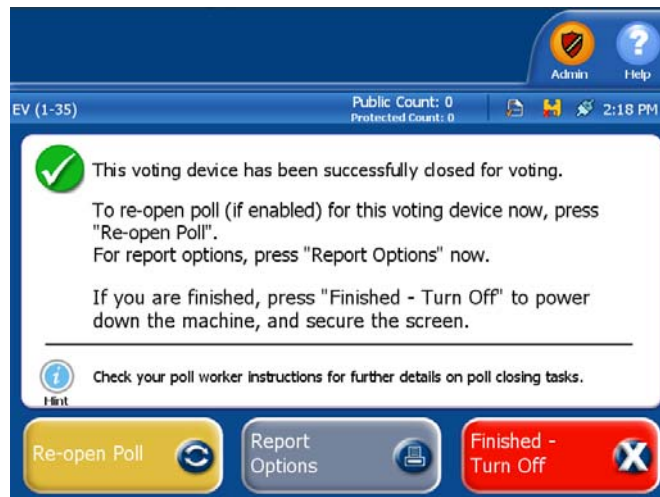 Admin
Help
EV (1-35)
Public Count: 0
Protected Count: 0
2:18 PM
This voting device has been successfully closed for voting.
To re-open poll (if enabled) for this voting device now, press
"Re-open Poll".
For report options, press "Report Options" now.
If you are finished, press "Finished - Turn Off" to power
down the machine, and secure the screen.
Check your poll worker instructions for further details on poll closing tasks.
Hint
Re-open Poll
Report
Options
Finished -
Turn Off